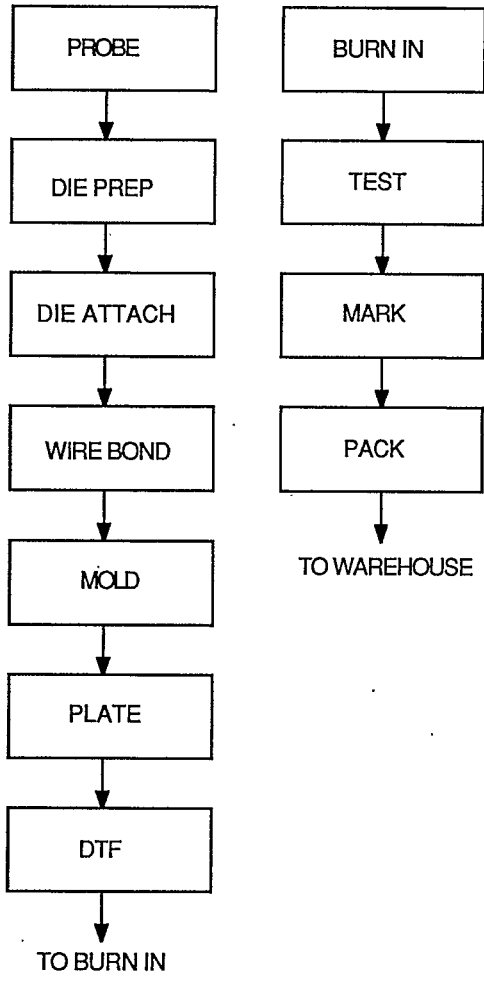 PROBE
DIE PREP
DIE ATTACH
WIRE BOND
MOLD
PLATE
DTF
TO BURN IN
BURN IN
TEST
MARK
PACK
TO WAREHOUSE